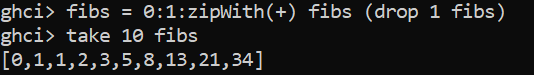 ghci> fibs = 0:1:zipWith(+) fibs (drop 1 fibs)
ghci> take 10 fibs
[0,1,1,2,3,5,8,13,21,34]